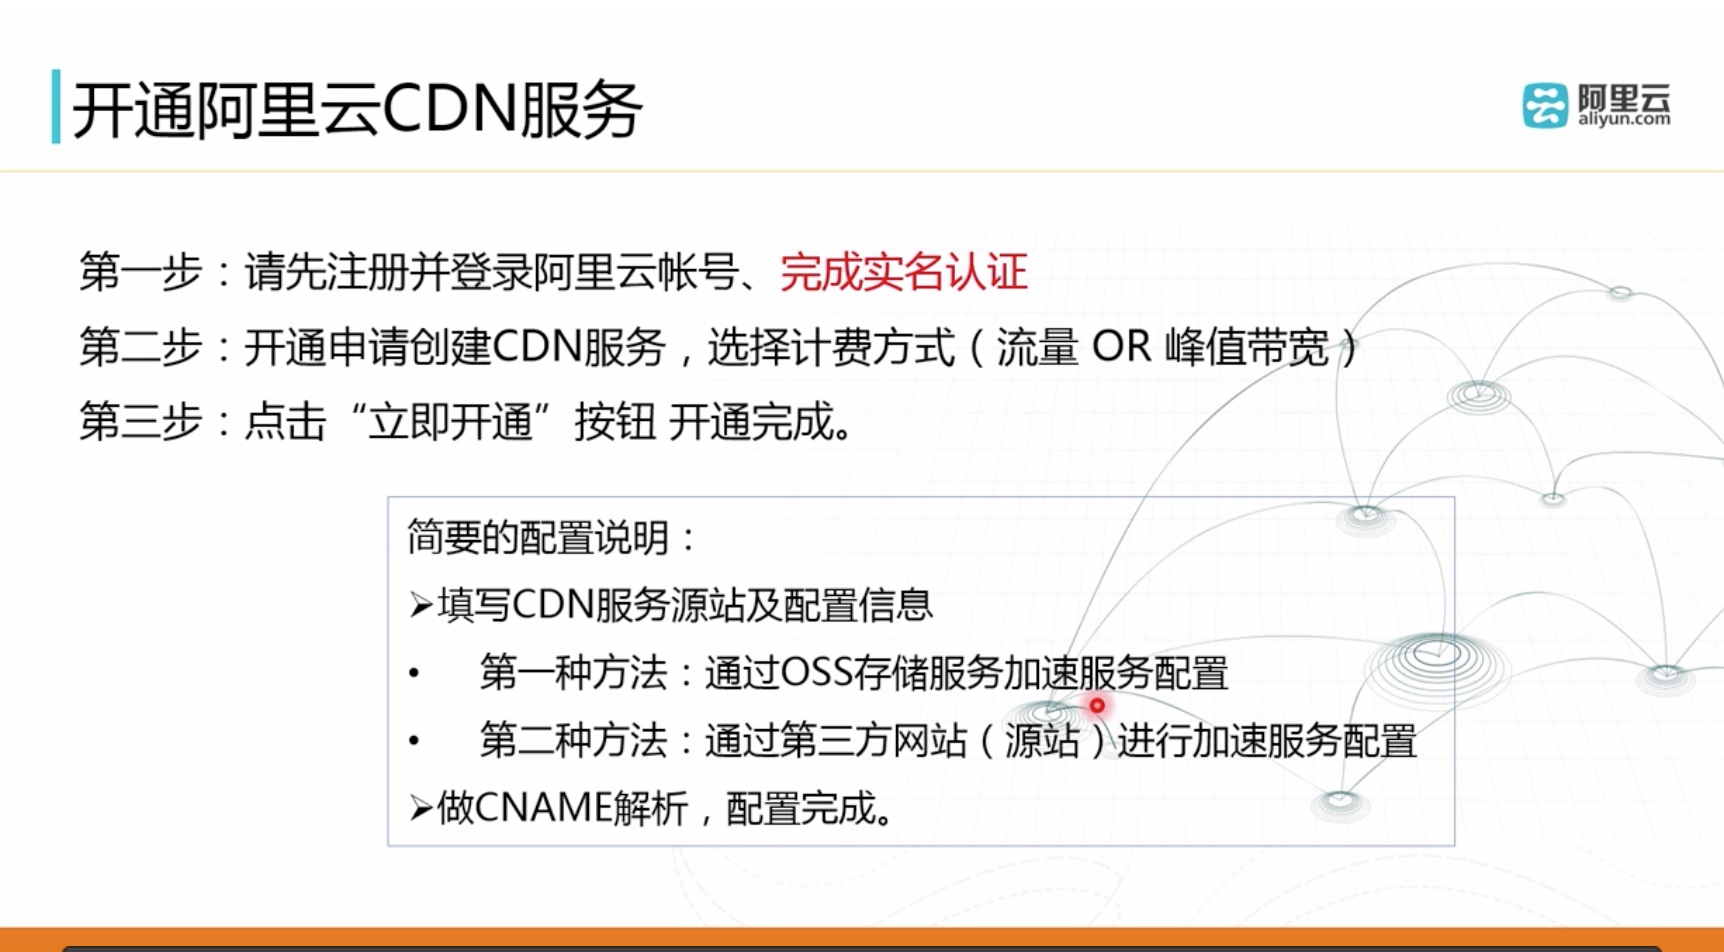 开通阿里云CDN服务
阿里云
aliyun.com
第一步：请先注册并登录阿里云帐号、完成实名认证
第二步：开通申请创建CDN服务，选择计费方式（流量 OR 峰值带宽）
第三步：点击“立即开通”按钮 开通完成。
简要的配置说明：
➢填写CDN服务源站及配置信息
• 第一种方法：通过OSS存储服务加速服务配置
• 第二种方法：通过第三方网站（源站）进行加速服务配置
➢做CNAME解析，配置完成。